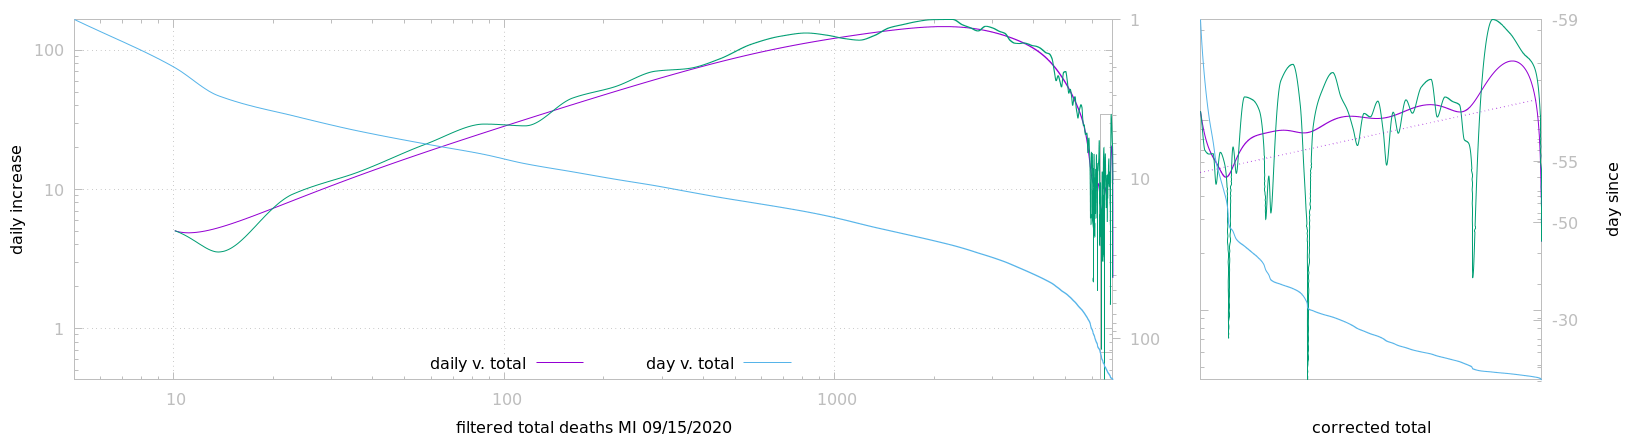 1
-59
100
daily increase
10
10
-55
-50
day since
1
100
-30
daily v. total
day v. total
10
100
1000
filtered total deaths MI 09/15/2020
corrected total